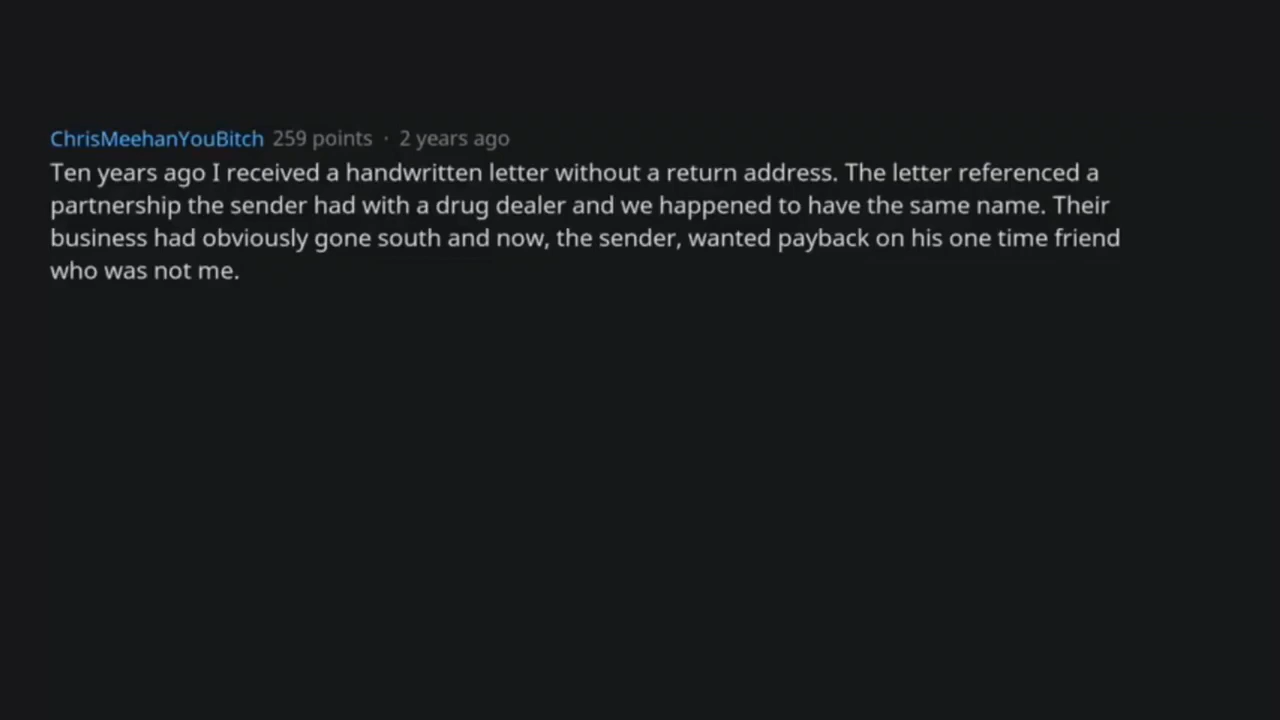 ChrisMeehanYouBitch 259 points · 2 years ago
Ten years ago I received a handwritten letter without a return address. The letter referenced a
partnership the sender had with a drug dealer and we happened to have the same name. Their
business had obviously gone south and now, the sender, wanted payback on his one time friend
who was not me.